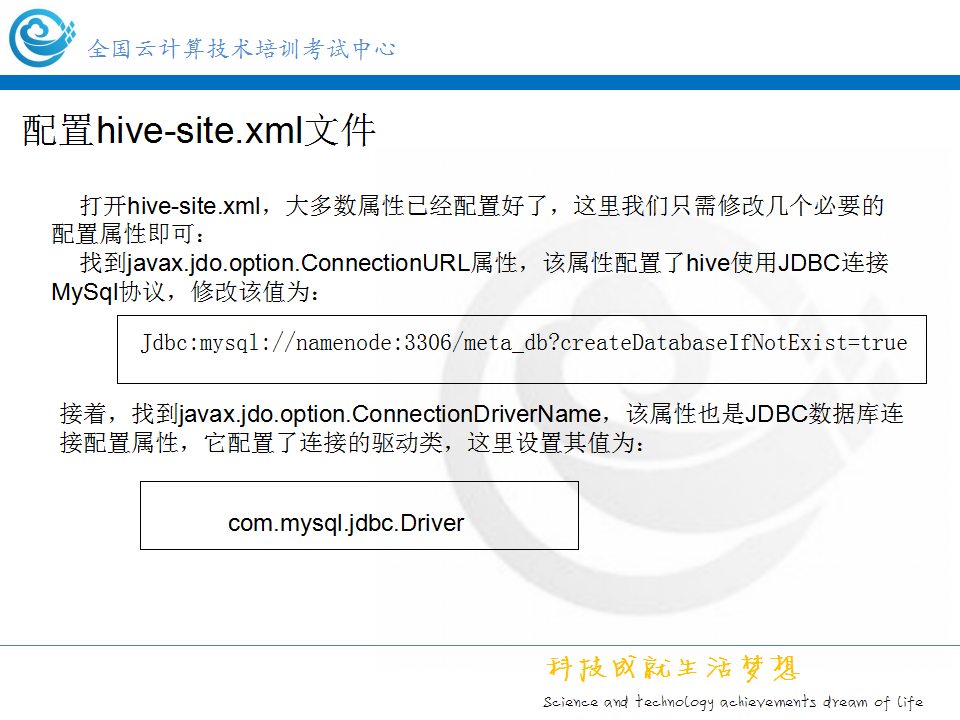 全国云计算技术培训考试中心
配置hive-site.xml文件
打开hive-site.xml，大多数属性已经配置好了，这里我们只需修改几个必要的
配置属性即可：
找到javax.jdo.option.ConnectionURL属性，该属性配置了hive使用JDBC连接
MySql协议，修改该值为：
Jdbc:mysql://namenode:3306/meta_db?createDatabaseIfNotExist=true
接着，找到javax.jdo.option.ConnectionDriverName，该属性也是JDBC数据库连
接配置属性，它配置了连接的驱动类，这里设置其值为：
com.mysql.jdbc.Driver
科技成就生活梦想
Science and technology achievements dream of life